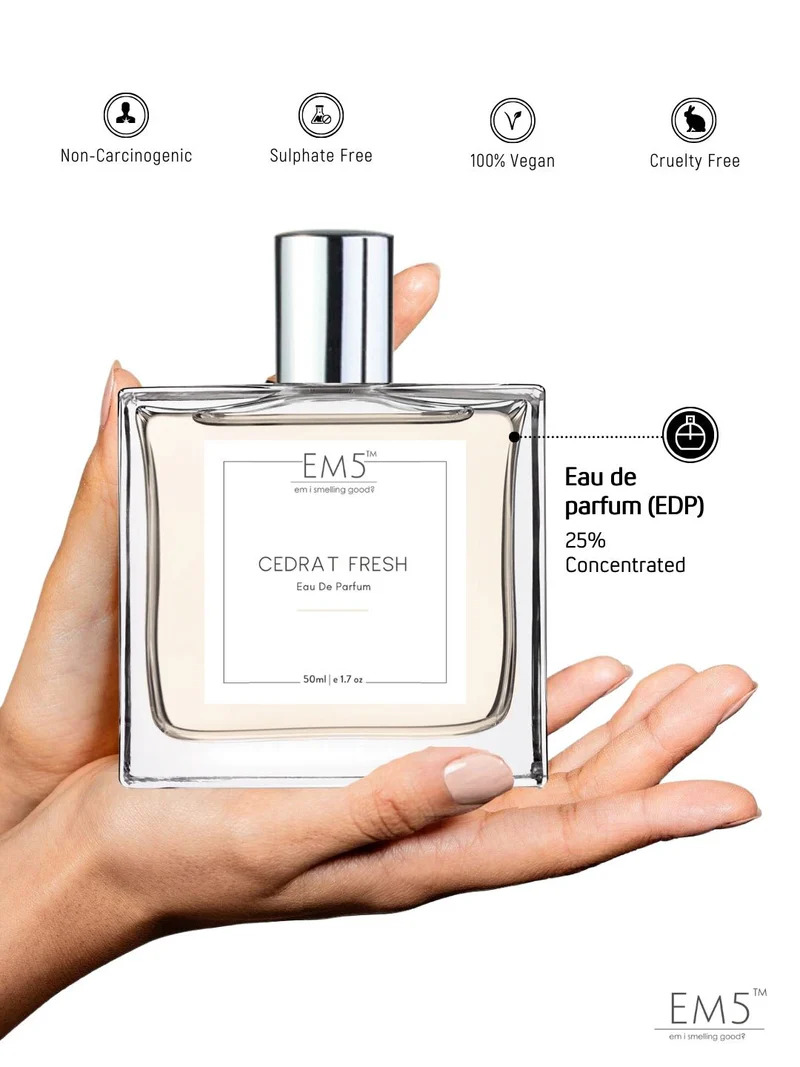 Non-Carcinogenic
Sulphate Free
100% Vegan
Cruelty Free
EM5™
em i smelling good?
CEDRAT FRESH
Eau De Parfum
50ml | e 1.7 oz
Eau de
parfum (EDP)
25%
Concentrated
EM5™
em i smelling good?